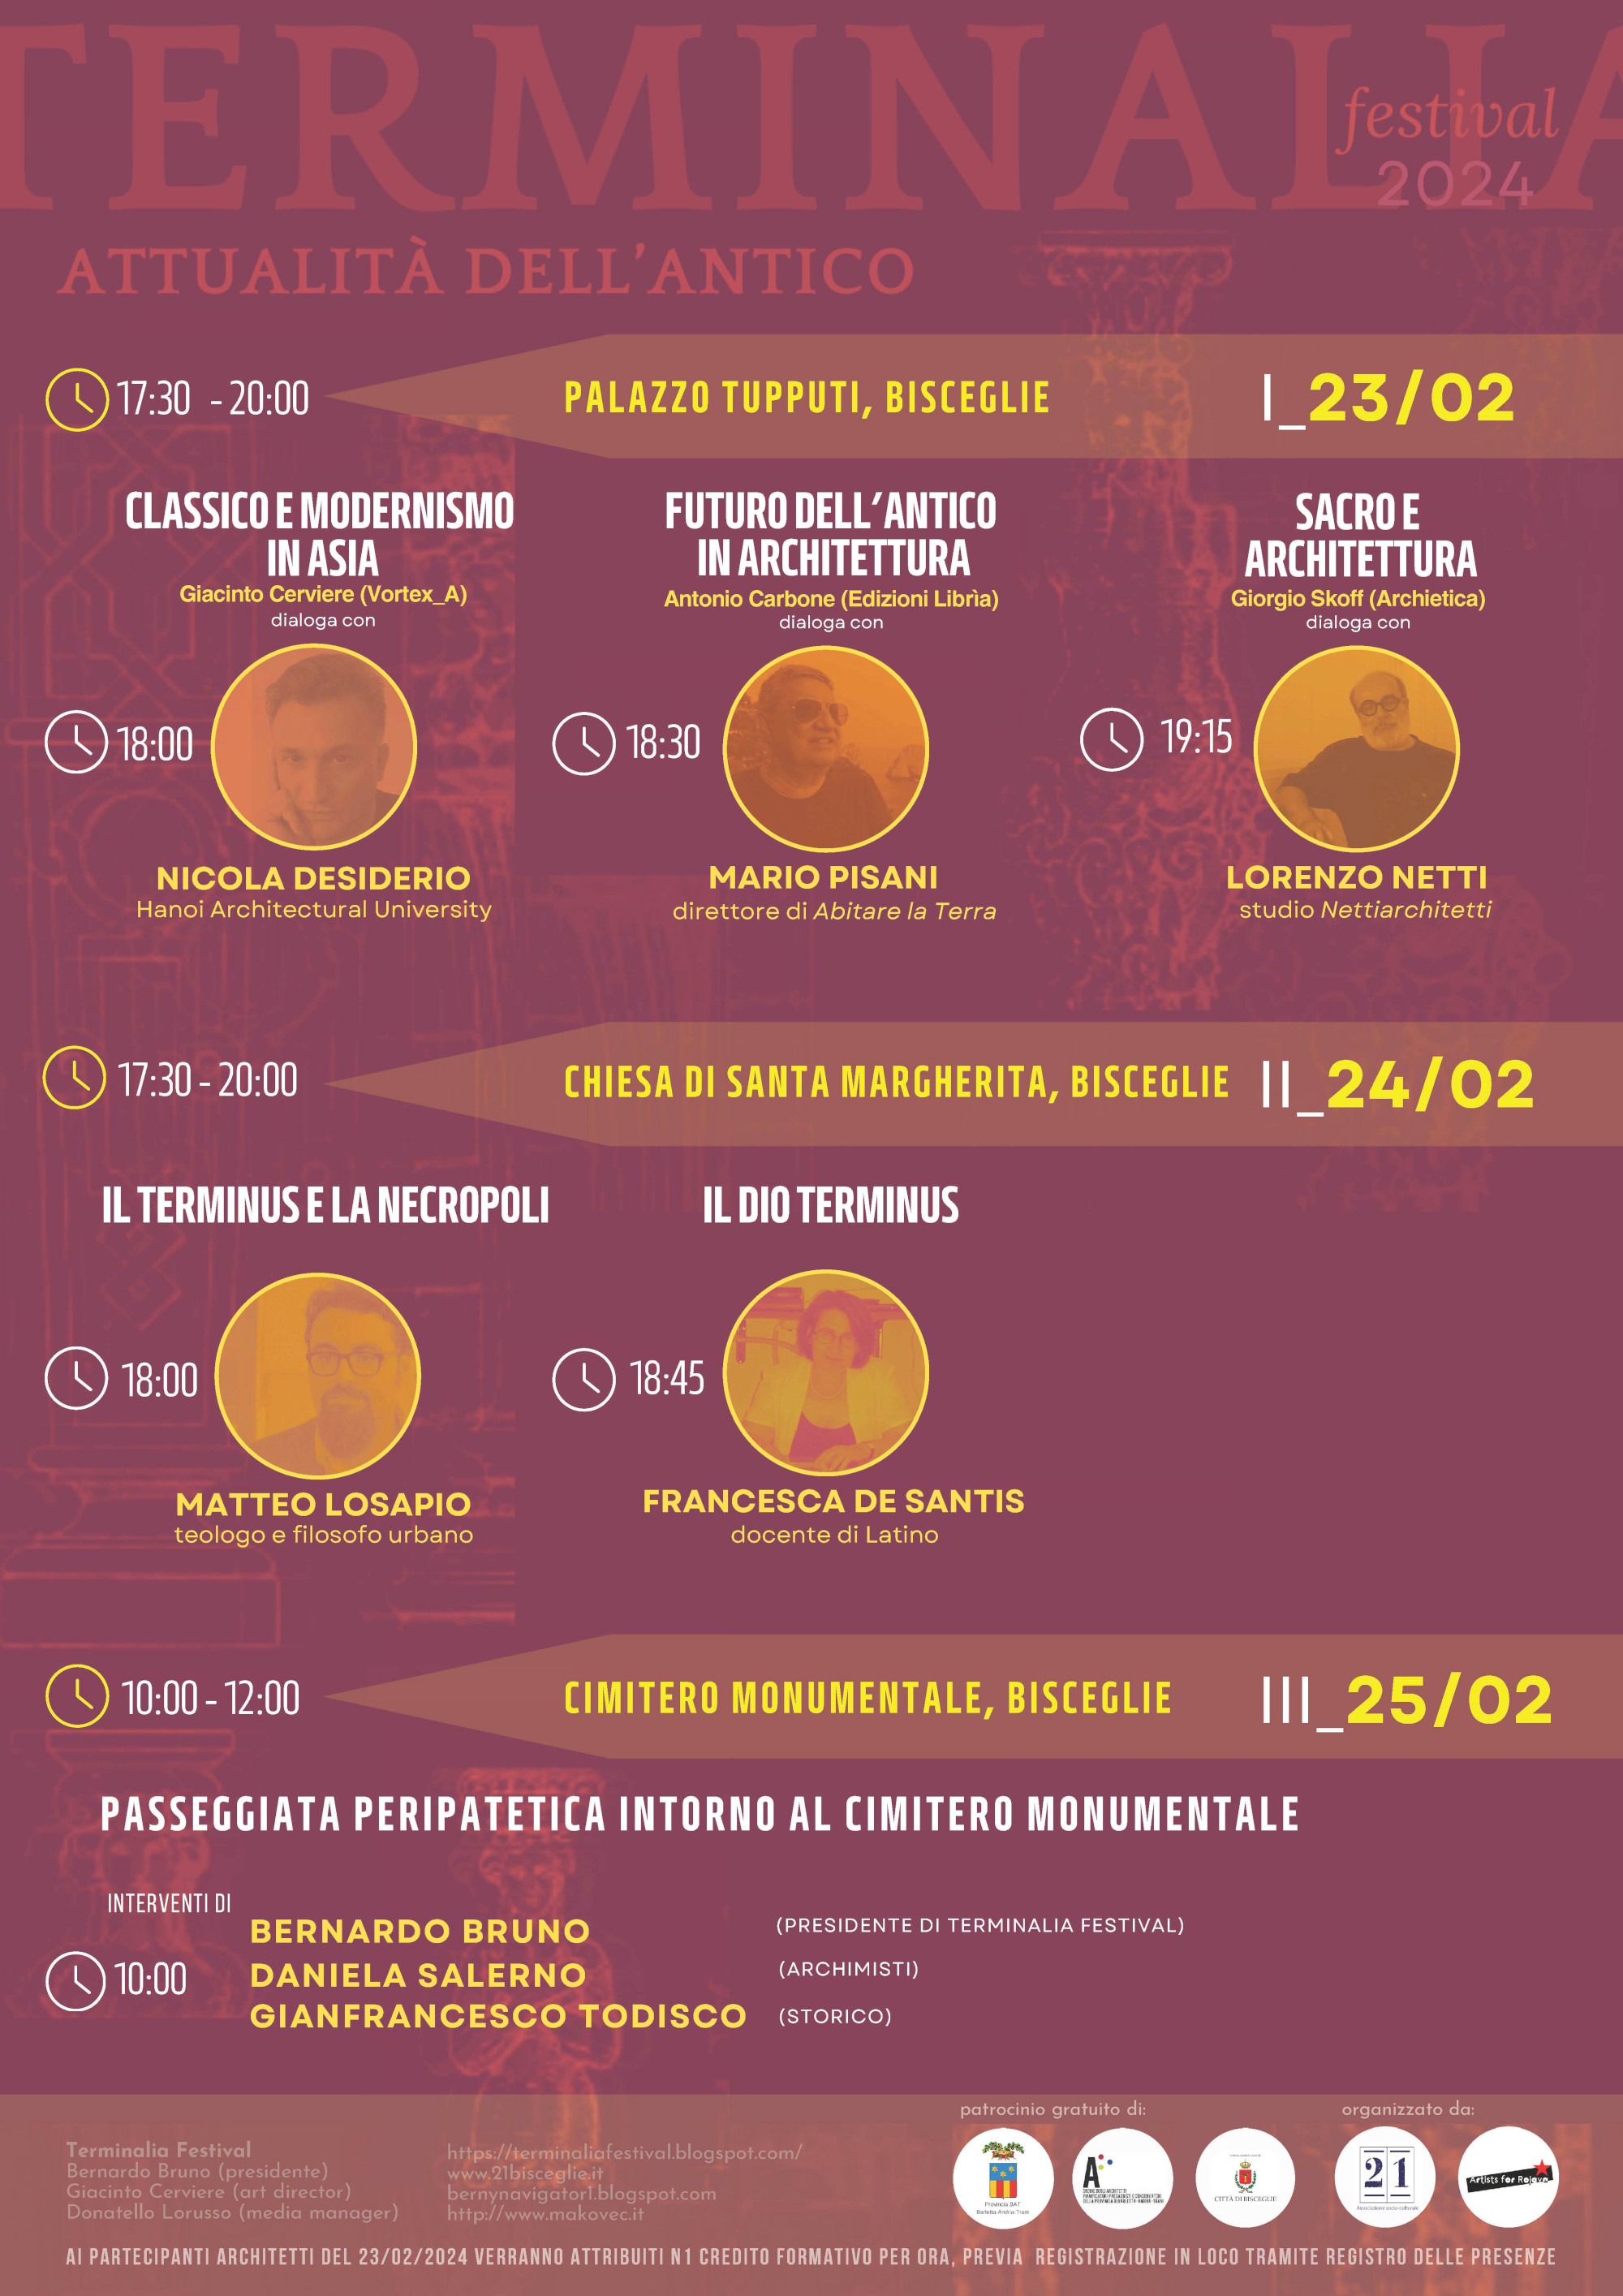 TERMINALIA
festival
2024
ATTUALITÀ DELL'ANTICO
17:30 - 20:00
PALAZZO TUPPUTI, BISCEGLIE
I_23/02
CLASSICO E MODERNISMO
IN ASIA
Giacinto Cerviere (Vortex_A)
dialoga con
18:00
NICOLA DESIDERIO
Hanoi Architectural University
FUTURO DELL'ANTICO
IN ARCHITETTURA
Antonio Carbone (Edizioni Librìa)
dialoga con
18:30
MARIO PISANI
direttore di Abitare la Terra
SACRO E
ARCHITETTURA
Giorgio Skoff (Archietica)
dialoga con
19:15
LORENZO NETTI
studio Nettiarchitetti
17:30 - 20:00
CHIESA DI SANTA MARGHERITA, BISCEGLIE
II_24/02
IL TERMINUS E LA NECROPOLI
18:00
MATTEO LOSAPIO
teologo e filosofo urbano
IL DIO TERMINUS
18:45
FRANCESCA DE SANTIS
docente di Latino
10:00 - 12:00
CIMITERO MONUMENTALE, BISCEGLIE
III_25/02
PASSEGGIATA PERIPATETICA INTORNO AL CIMITERO MONUMENTALE
INTERVENTI DI
10:00
BERNARDO BRUNO (PRESIDENTE DI TERMINALIA FESTIVAL)
DANIELA SALERNO (ARCHIMISTI)
GIANFRANCESCO TODISCO (STORICO)
Terminalia Festival
Bernardo Bruno (presidente)
Giacinto Cerviere (art director)
Donatello Lorusso (media manager)
https://terminaliafestival.blogspot.com/
www.21bisceglie.it
bernynavigator1.blogspot.com
http://www.makovec.it
patrocinio gratuito di:
Provincia BAT
Barletta-Andria-Trani
A
CITTÀ DI BISCEGLIE
organizzato da:
21
Associazione socio-culturale
Artists for Rojava
AI PARTECIPANTI ARCHITETTI DEL 23/02/2024 VERRANNO ATTRIBUITI N1 CREDITO FORMATIVO PER ORA, PREVIA REGISTRAZIONE IN LOCO TRAMITE REGISTRO DELLE PRESENZE